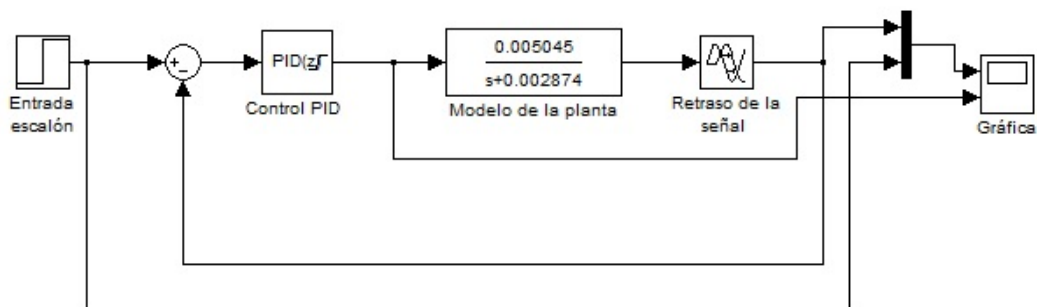 Entrada
escalón
PID(z)
Control PID
0.005045
s+0.002874
Modelo de la planta
Retraso de la
señal
Gráfica